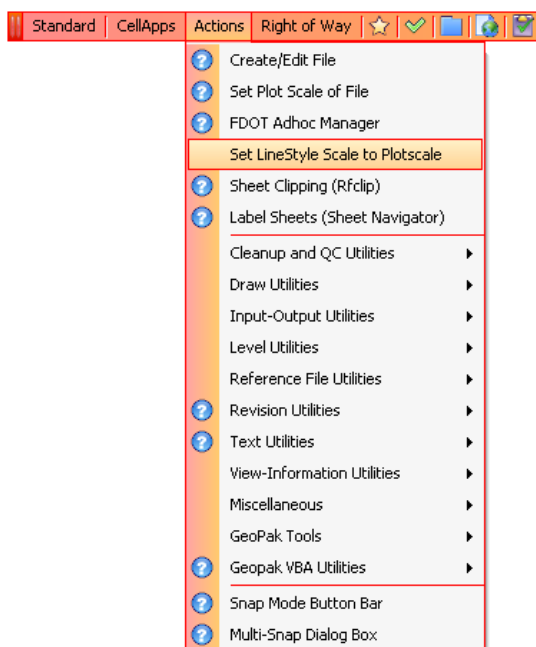 Standard CellApps Actions Right of Way
Create/Edit File
Set Plot Scale of File
FDOT Adhoc Manager
Set LineStyle Scale to Plotscale
Sheet Clipping (Rfclip)
Label Sheets (Sheet Navigator)
Cleanup and QC Utilities
Draw Utilities
Input-Output Utilities
Level Utilities
Reference File Utilities
Revision Utilities
Text Utilities
View-Information Utilities
Miscellaneous
GeoPak Tools
Geopak VBA Utilities
Snap Mode Button Bar
Multi-Snap Dialog Box